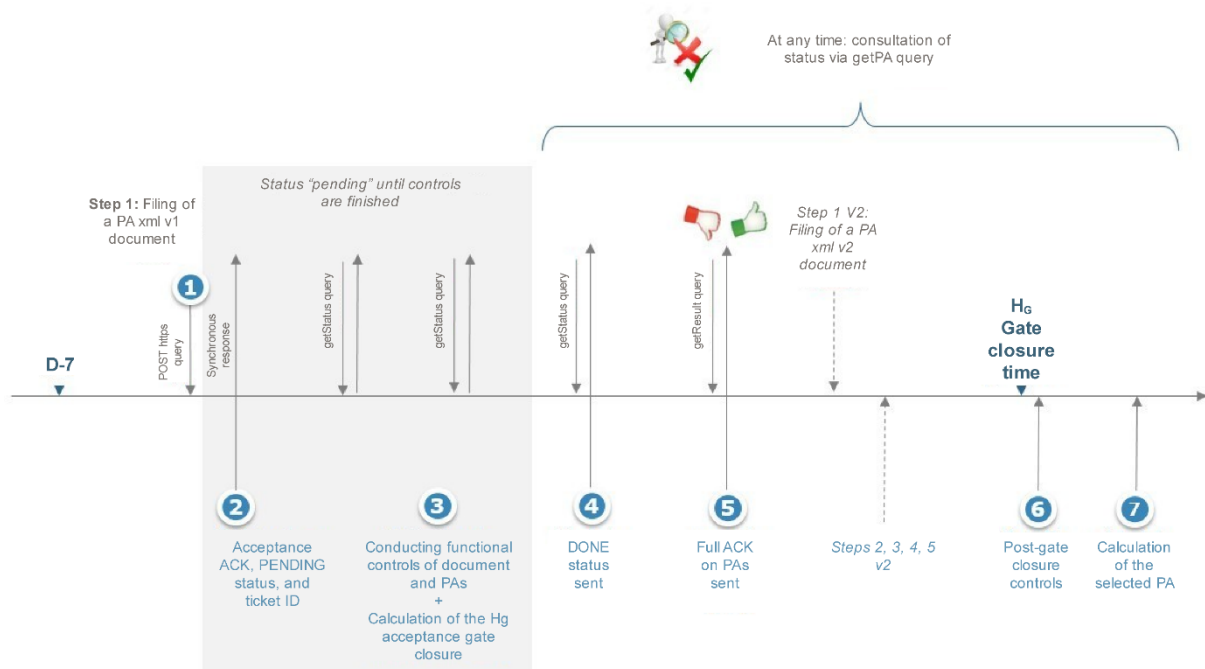 At any time: consultation of
status via getPA query
Status “pending” until controls
are finished
Step 1: Filing of
a PA xml v1
document
Step 1 V2:
Filing of a PA
xml v2
document
1
POST https
query
Synchronous
response
getStatus query
getStatus query
getStatus query
getResult query
D-7
HG
Gate
closure
time
2
Acceptance
ACK, PENDING
status, and
ticket ID
3
Conducting functional
controls of document
and PAs
+
Calculation of the Hg
acceptance gate
closure
4
DONE
status
sent
5
Full ACK
on PAs
sent
Steps 2, 3, 4, 5
v2
6
Post-gate
closure
controls
7
Calculation
of the
selected PA